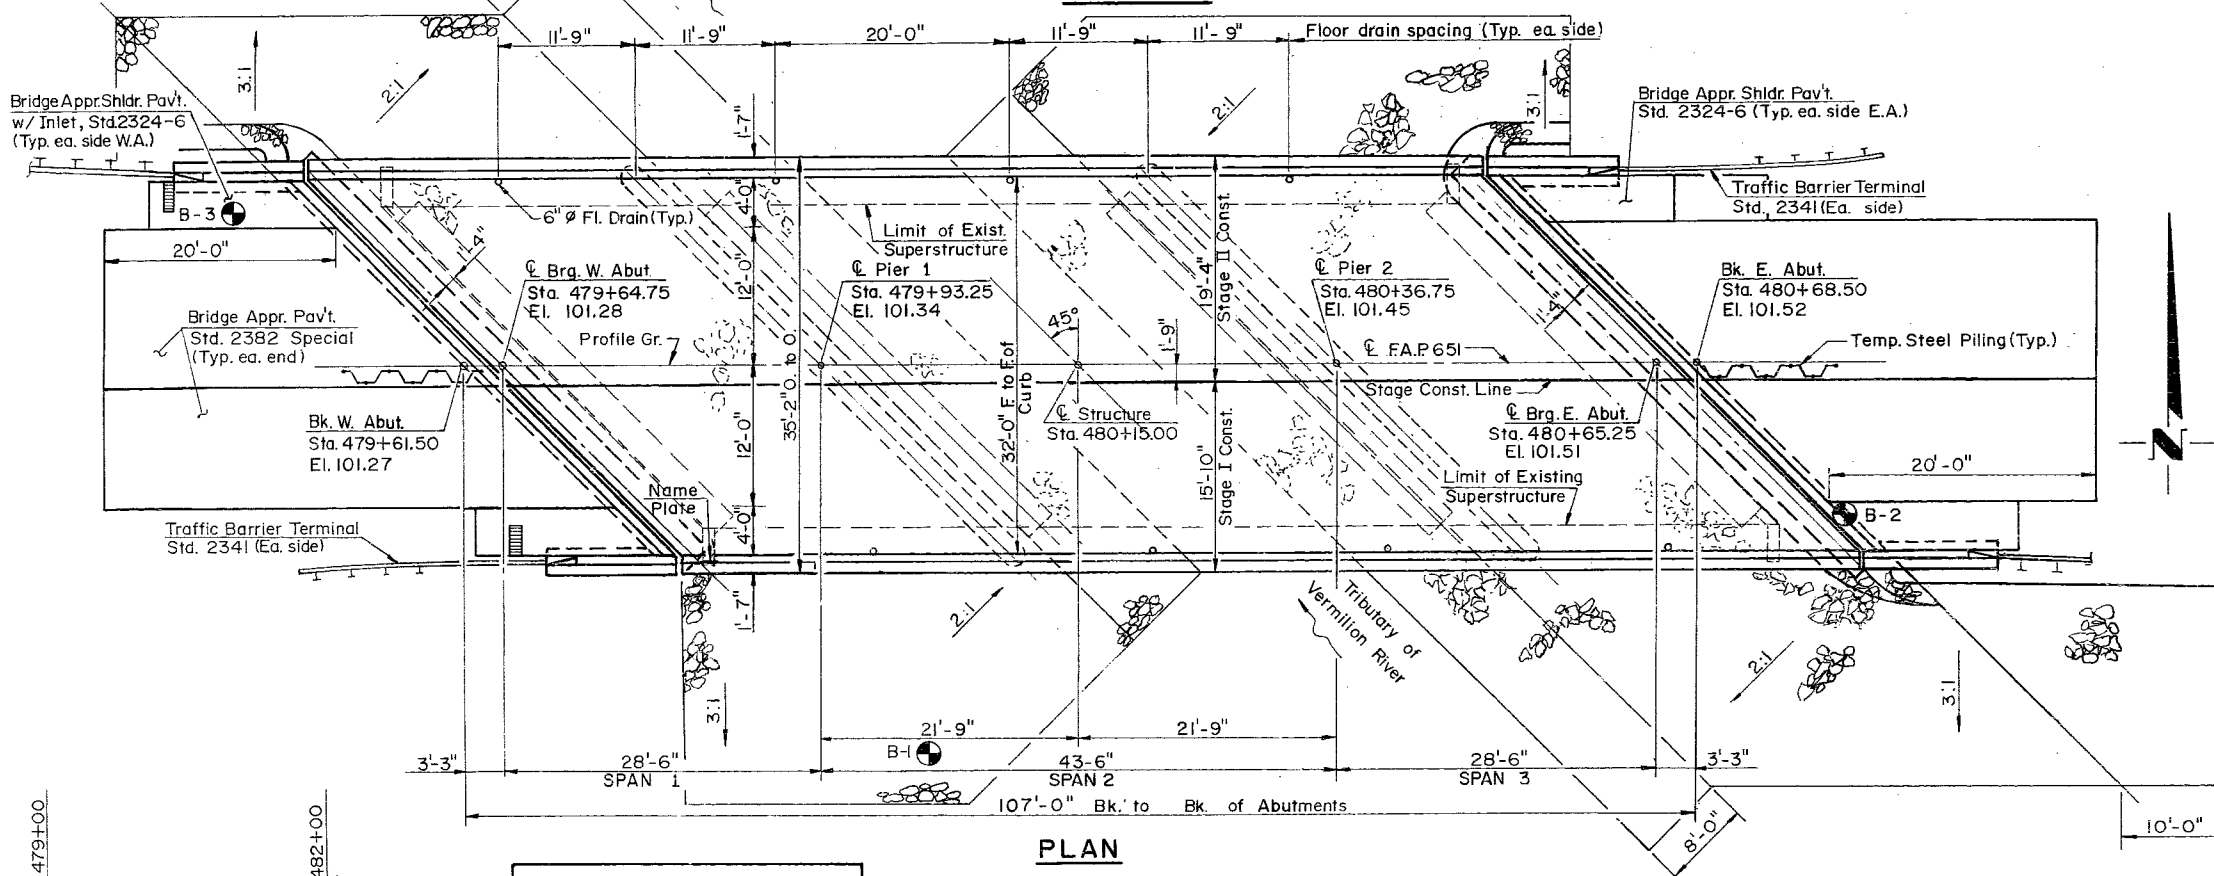 11'-9"
11'-9"
20'-0"
11'-9"
11'-9"
Floor drain spacing (Typ. ea. side)
3:1
2:1
2:1
3:1
Bridge Appr. Shldr. Pav't.
w/ Inlet, Std. 2324-6
(Typ. ea. side W.A.)
Bridge Appr. Shldr. Pav't.
Std. 2324-6 (Typ. ea. side E.A.)
1'-7"
B-3
6" Ø Fl. Drain (Typ.)
4'-0"
Limit of Exist.
Superstructure
Traffic Barrier Terminal
Std. 2341 (Ea. side)
20'-0"
4"
℄ Brg. W. Abut.
Sta. 479+64.75
El. 101.28
12'-0"
℄ Pier 1
Sta. 479+93.25
El. 101.34
19'-4"
Stage II Const.
℄ Pier 2
Sta. 480+36.75
El. 101.45
Bk. E. Abut.
Sta. 480+68.50
El. 101.52
Bridge Appr. Pav't.
Std. 2382 Special
(Typ. ea. end)
Profile Gr.
45°
1'-9"
℄ F.A.P. 651
Temp. Steel Piling (Typ.)
35'-2" O. to O.
32'-0" F. to F. of
Curb
Stage Const. Line
Bk. W. Abut.
Sta. 479+61.50
El. 101.27
12'-0"
℄ Structure
Sta. 480+15.00
℄ Brg. E. Abut.
Sta. 480+65.25
El. 101.51
15'-10"
Stage I Const.
Limit of Existing
Superstructure
20'-0"
N
Name
Plate
4'-0"
B-2
Traffic Barrier Terminal
Std. 2341 (Ea. side)
1'-7"
2:1
Tributary of
Vermilion River
2:1
3:1
3:1
21'-9"
21'-9"
B-1
3'-3"
28'-6"
43'-6"
28'-6"
3'-3"
SPAN 1
SPAN 2
SPAN 3
107'-0" Bk. to Bk. of Abutments
8'-0"
10'-0"
479+00
482+00
PLAN